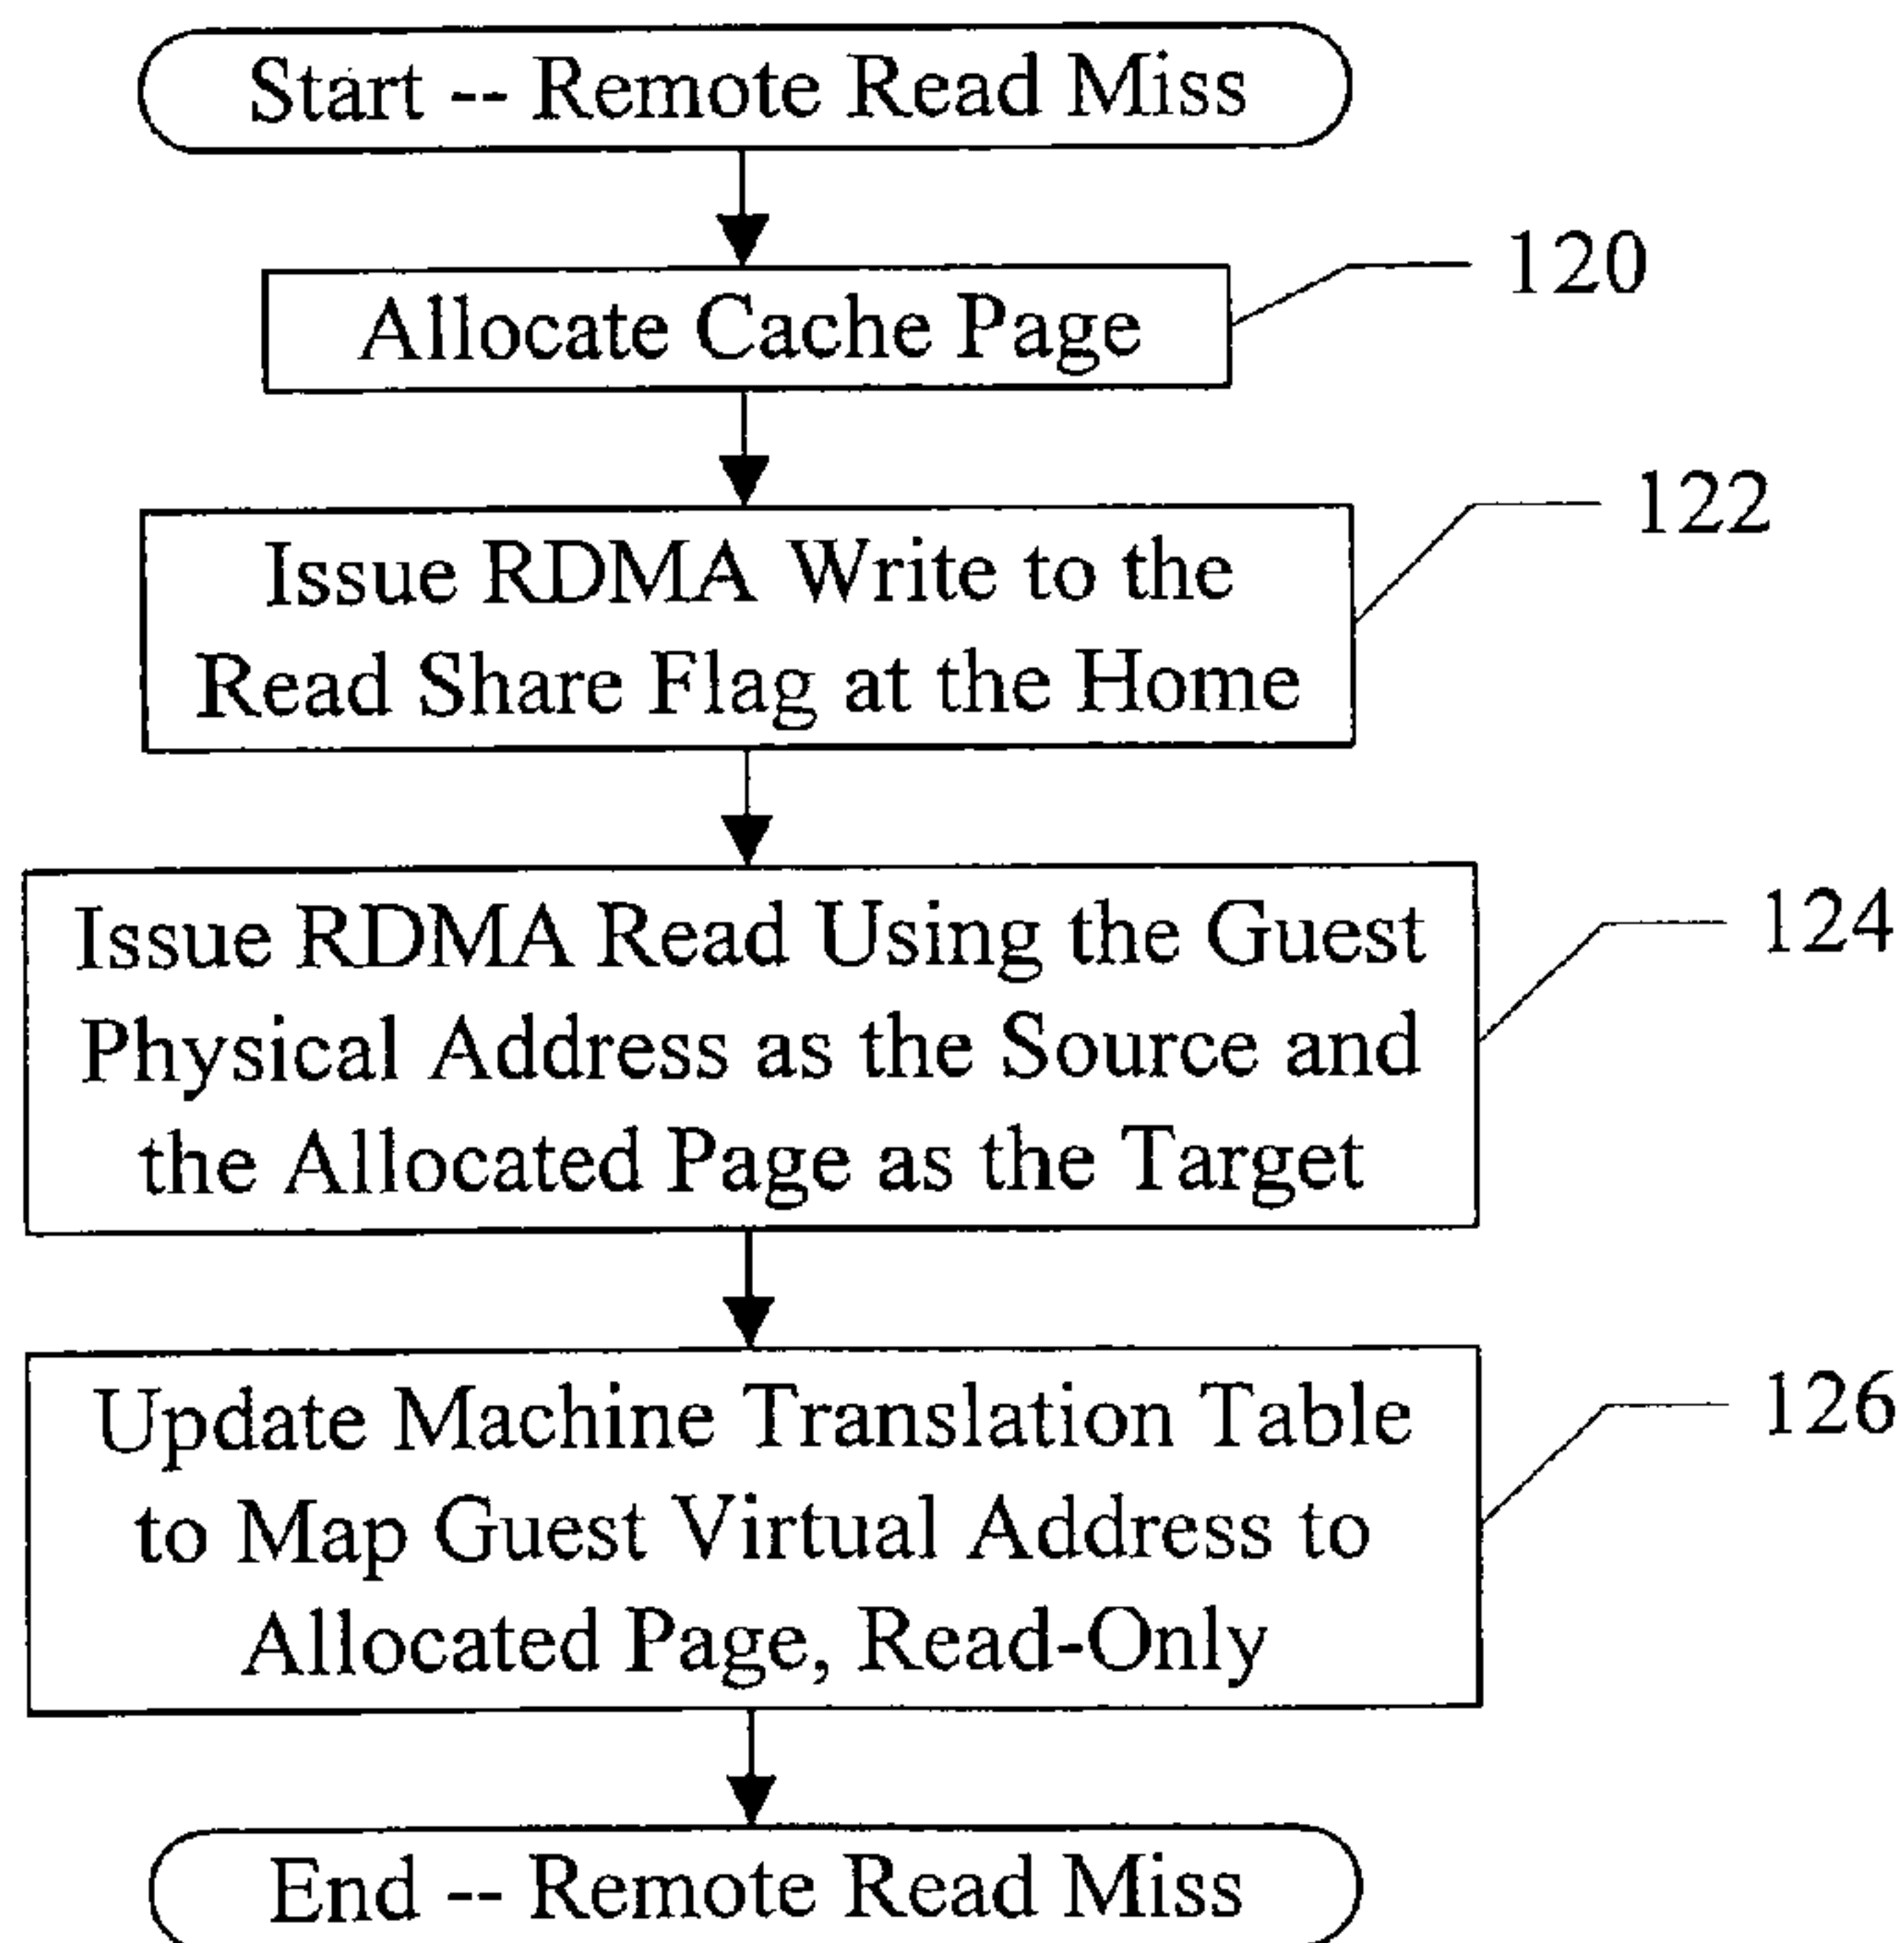 Start -- Remote Read Miss
120
Allocate Cache Page
122
Issue RDMA Write to the
Read Share Flag at the Home
124
Issue RDMA Read Using the Guest
Physical Address as the Source and
the Allocated Page as the Target
126
Update Machine Translation Table
to Map Guest Virtual Address to
Allocated Page, Read-Only
End -- Remote Read Miss